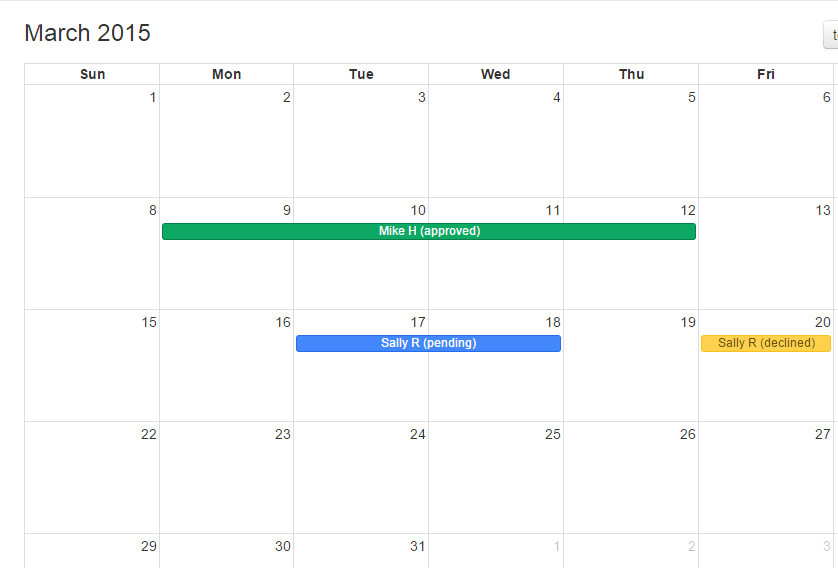 March 2015
t
Sun Mon Tue Wed Thu Fri
1 2 3 4 5 6
8 9 10 11 12 13
Mike H (approved)
15 16 17 18 19 20
Sally R (pending) Sally R (declined)
22 23 24 25 26 27
29 30 31 1 2 3